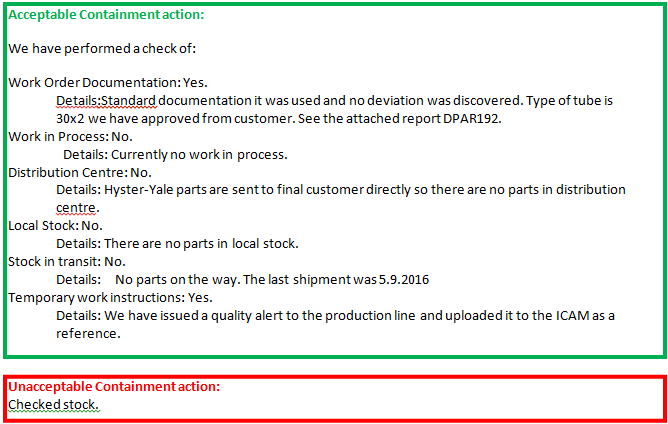 Acceptable Containment action:
We have performed a check of:
Work Order Documentation: Yes.
Details;Standard documentation it was used and no deviation was discovered. Type of tube is
30x2 we have approved from customer. See the attached report DPAR192.
Work in Process: No.
Details: Currently no work in process.
Distribution Centre: No.
Details: Hyster-Yale parts are sent to final customer directly so there are no parts in distribution
centre.
Local Stock: No.
Details: There are no parts in local stock.
Stock in transit: No.
Details: No parts on the way. The last shipment was 5.9.2016
Temporary work instructions: Yes.
Details: We have issued a quality alert to the production line and uploaded it to the ICAM as a
reference.
Unacceptable Containment action:
Checked stock.